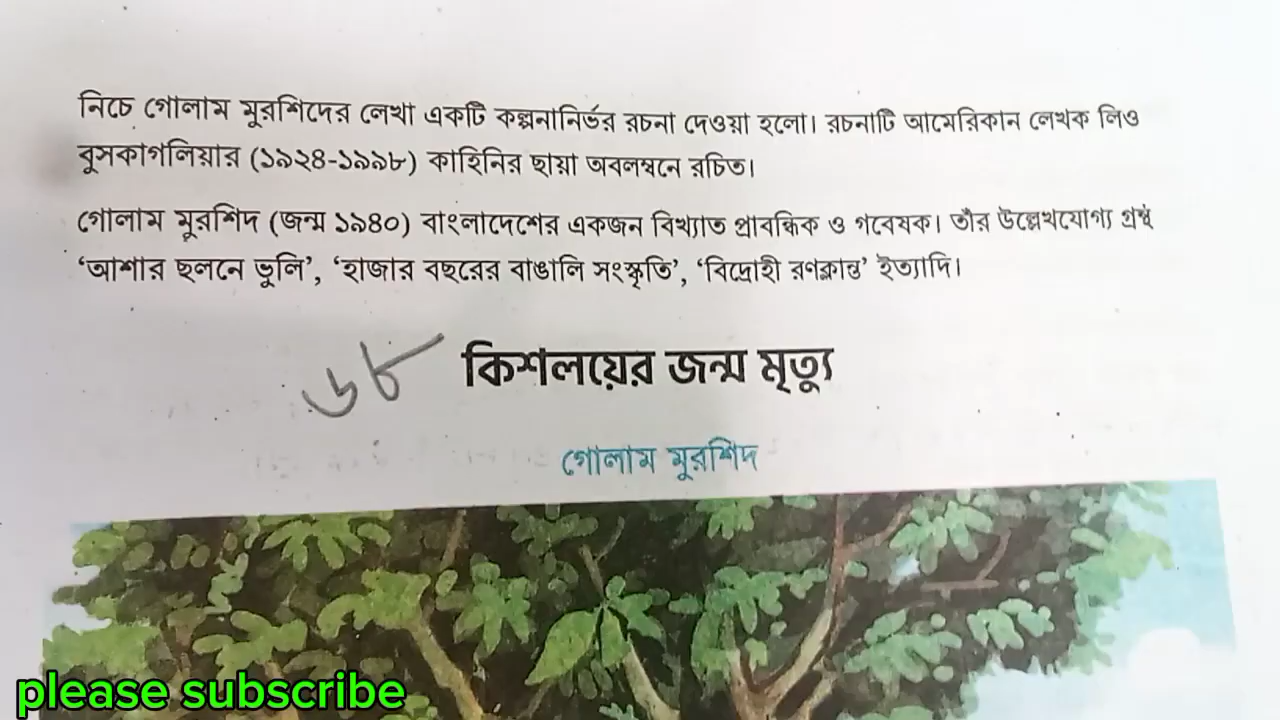 নিচে গোলাম মুরশিদের লেখা একটি কল্পনানির্ভর রচনা দেওয়া হলো। রচনাটি আমেরিকান লেখক লিও
বুসকাগলিয়ার (১৯২৪-১৯৯৮) কাহিনির ছায়া অবলম্বনে রচিত।
গোলাম মুরশিদ (জন্ম ১৯৪০) বাংলাদেশের একজন বিখ্যাত প্রাবন্ধিক ও গবেষক। তাঁর উল্লেখযোগ্য গ্রন্থ
‘আশার ছলনে ভুলি’, ‘হাজার বছরের বাঙালি সংস্কৃতি’, ‘বিদ্রোহী রণক্লান্ত’ ইত্যাদি।
৬৮ কিশলয়ের জন্ম মৃত্যু
গোলাম মুরশিদ
please subscribe